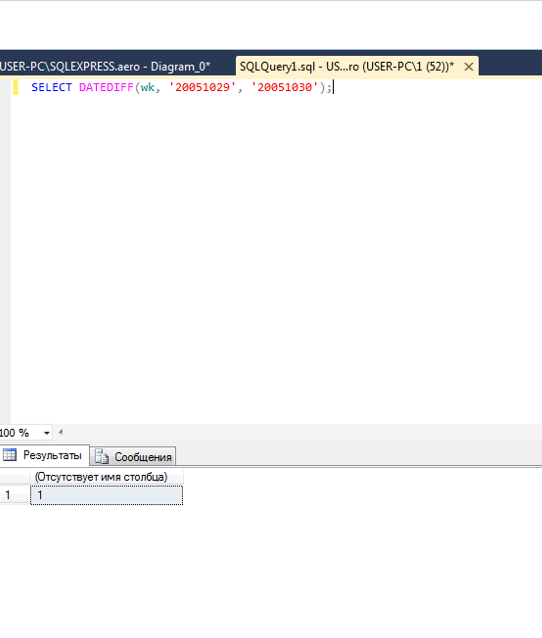 USER-PC\SQLEXPRESS.aero - Diagram_0*
SQLQuery1.sql - US...ro (USER-PC\1 (52))*
SELECT DATEDIFF(wk, '20051029', '20051030');
100 %
Результаты
Сообщения
(Отсутствует имя столбца)
1 1